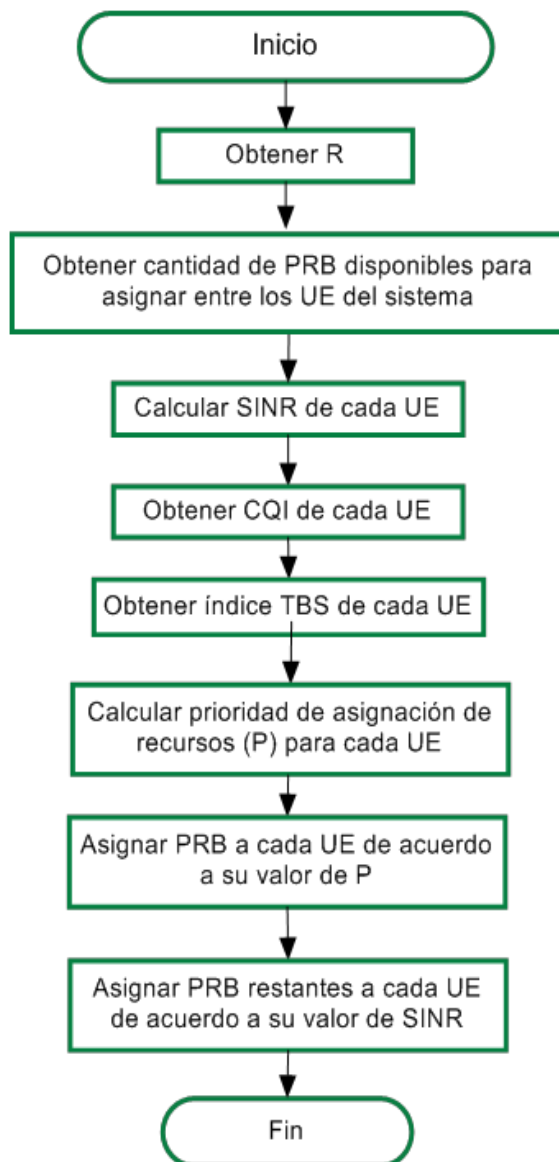 Inicio
Obtener R
Obtener cantidad de PRB disponibles para
asignar entre los UE del sistema
Calcular SINR de cada UE
Obtener CQI de cada UE
Obtener índice TBS de cada UE
Calcular prioridad de asignación de
recursos (P) para cada UE
Asignar PRB a cada UE de acuerdo
a su valor de P
Asignar PRB restantes a cada UE
de acuerdo a su valor de SINR
Fin